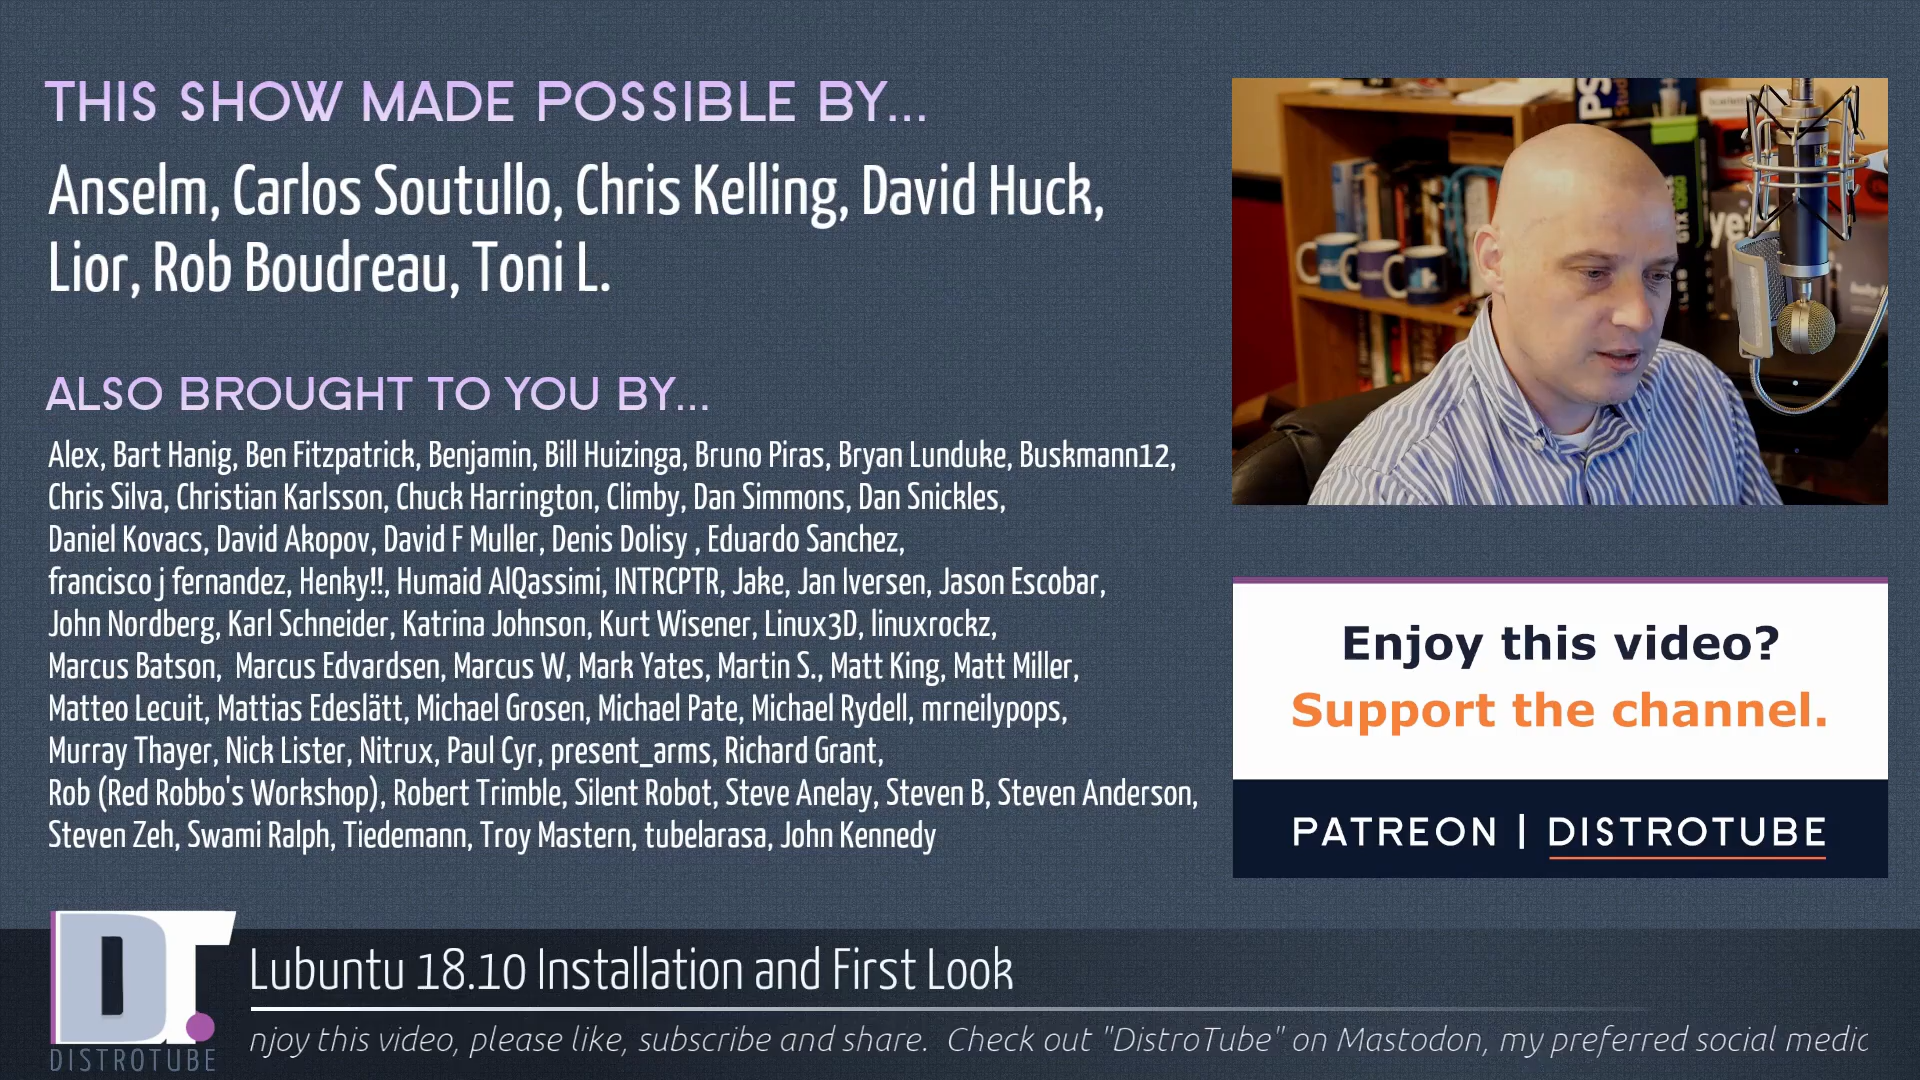 THIS SHOW MADE POSSIBLE BY...
Anselm, Carlos Soutullo, Chris Kelling, David Huck,
Lior, Rob Boudreau, Toni L.
ALSO BROUGHT TO YOU BY...
Alex, Bart Hanig, Ben Fitzpatrick, Benjamin, Bill Huizinga, Bruno Piras, Bryan Lunduke, Buskmann12,
Chris Silva, Christian Karlsson, Chuck Harrington, Climby, Dan Simmons, Dan Snickles,
Daniel Kovacs, David Akopov, David F Muller, Denis Dolisy , Eduardo Sanchez,
francisco j fernandez, Henky!!, Humaid AlQassimi, INTRCPTR, Jake, Jan Iversen, Jason Escobar,
John Nordberg, Karl Schneider, Katrina Johnson, Kurt Wisener, Linux3D, linuxrockz,
Marcus Batson,  Marcus Edvardsen, Marcus W, Mark Yates, Martin S., Matt King, Matt Miller,
Matteo Lecuit, Mattias Edeslätt, Michael Grosen, Michael Pate, Michael Rydell, mrneilypops,
Murray Thayer, Nick Lister, Nitrux, Paul Cyr, present_arms, Richard Grant,
Rob (Red Robbo's Workshop), Robert Trimble, Silent Robot, Steve Anelay, Steven B, Steven Anderson,
Steven Zeh, Swami Ralph, Tiedemann, Troy Mastern, tubelarasa, John Kennedy
PS
GTX 1060
yeti
Enjoy this video?
Support the channel.
PATREON | DISTROTUBE
DT
DISTROTUBE
Lubuntu 18.10 Installation and First Look
njoy this video, please like, subscribe and share.  Check out "DistroTube" on Mastodon, my preferred social medi